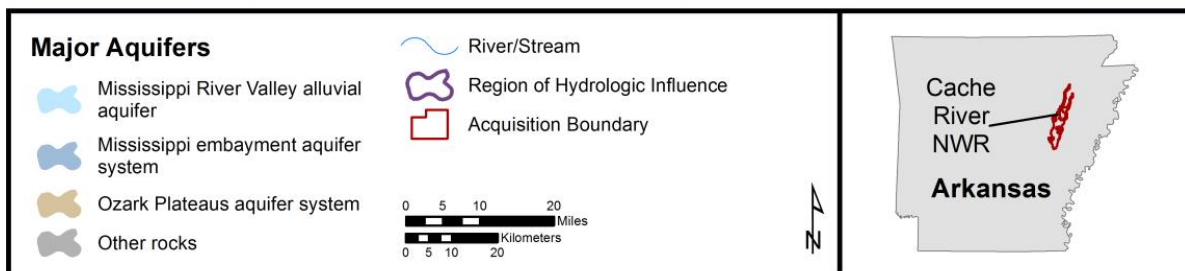 Major Aquifers
Mississippi River Valley alluvial
aquifer
Mississippi embayment aquifer
system
Ozark Plateaus aquifer system
Other rocks
River/Stream
Region of Hydrologic Influence
Acquisition Boundary
0 5 10 20
Miles
Kilometers
0 5 10 20
N
Cache
River
NWR
Arkansas